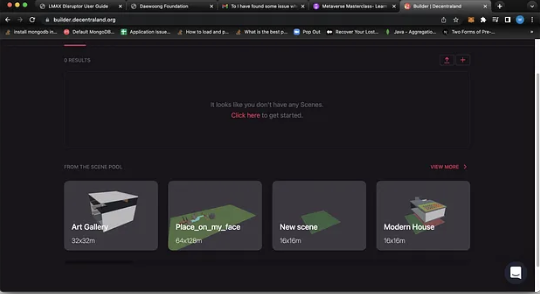 LMAX Disruptor User Guide
Daewoong Foundation
To I have found some issue wh
Metaverse Masterclass- Lear
Builder | Decentraland
builder.decentraland.org
install mongodb in
Default MongoDB...
Application issue...
How to load and p...
What is the best p...
Pop Out
Recover Your Lost...
Java - Aggregation...
Two Forms of Pre-...
0 RESULTS
It looks like you don't have any Scenes.
Click here to get started.
FROM THE SCENE POOL
VIEW MORE
Art Gallery
32x32m
Place_on_my_face
64x128m
New scene
16x16m
Modern House
16x16m